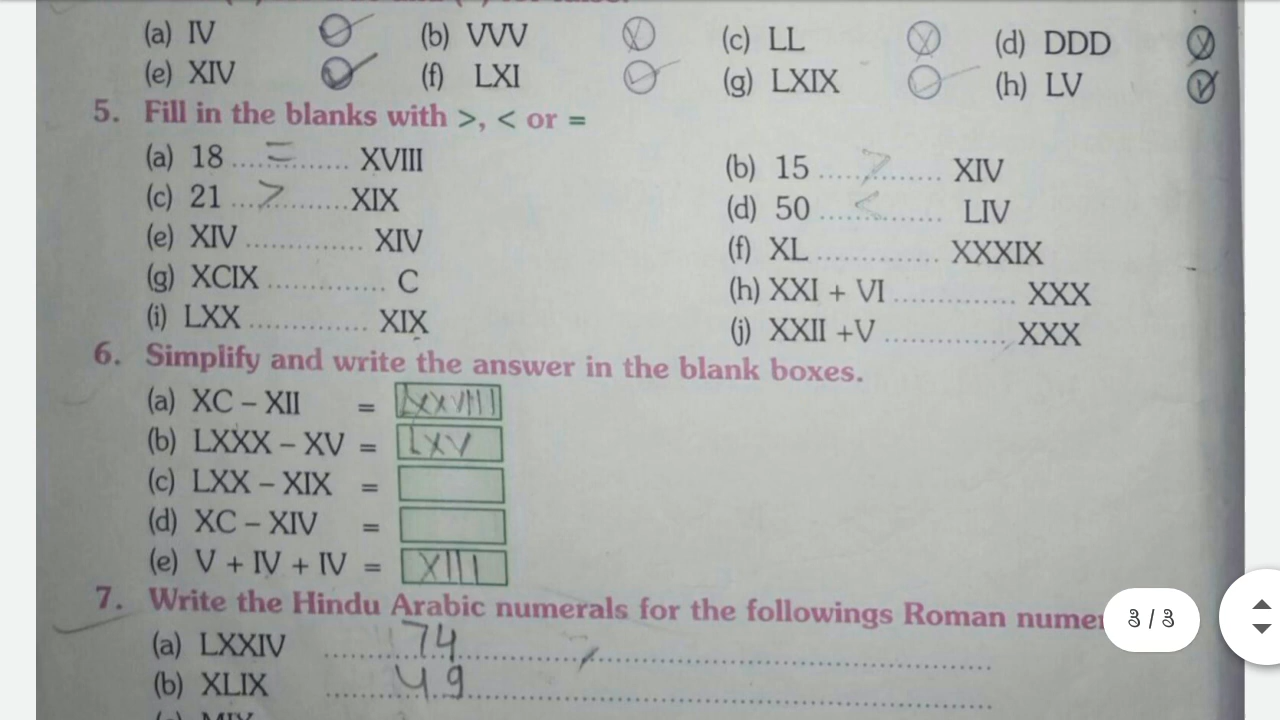 (a) IV ✓ (b) VVV X (c) LL X (d) DDD X
(e) XIV ✓ (f) LXI ✓ (g) LXIX ✓ (h) LV ✓
5. Fill in the blanks with >, < or =
(a) 18 ....=.... XVIII (b) 15 ....>.... XIV
(c) 21 ....>.... XIX (d) 50 ....<.... LIV
(e) XIV .............. XIV (f) XL .............. XXXIX
(g) XCIX .............. C (h) XXI + VI .............. XXX
(i) LXX .............. XIX (j) XXII +V .............. XXX
6. Simplify and write the answer in the blank boxes.
(a) XC – XII = LXXVIII
(b) LXXX – XV = LXV
(c) LXX – XIX =
(d) XC – XIV =
(e) V + IV + IV = XIII
7. Write the Hindu Arabic numerals for the followings Roman
(a) LXXIV 74
(b) XLIX 49
3 / 3